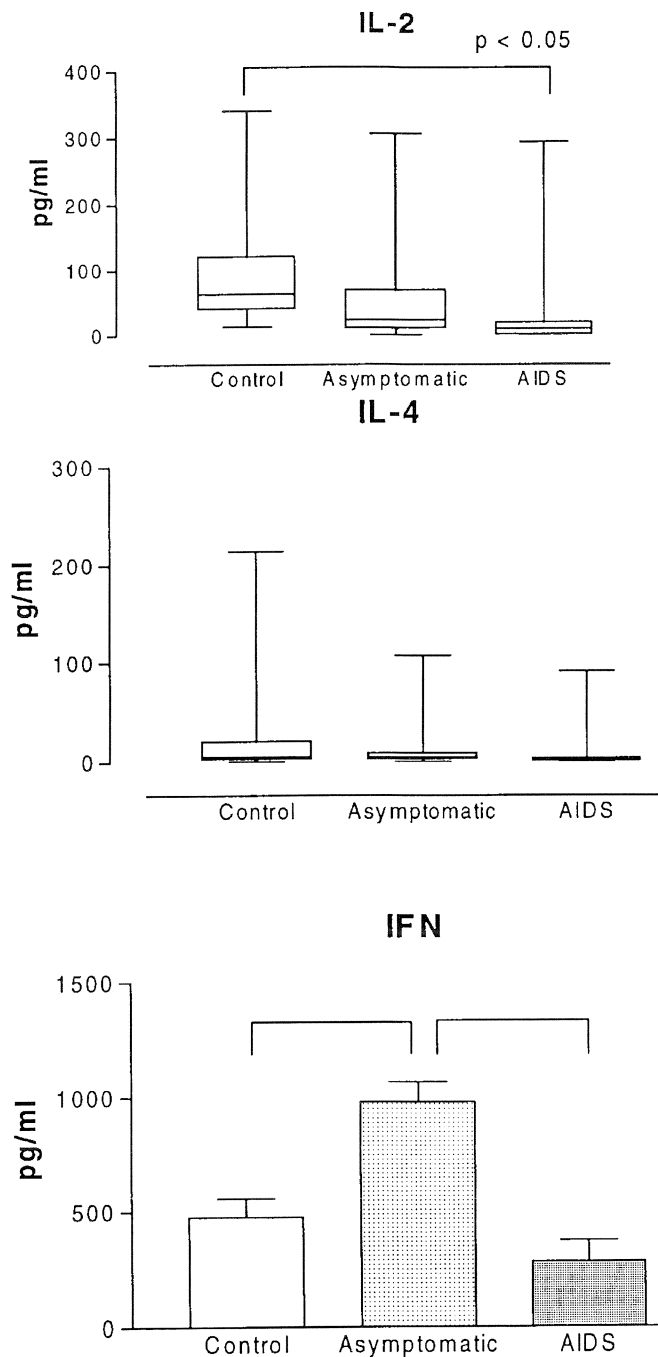 IL-2
p < 0.05
400
300
200
100
0
pg/ml
Control Asymptomatic AIDS
IL-4
300
200
100
0
pg/ml
Control Asymptomatic AIDS
IFN
1500
1000
500
0
pg/ml
Control Asymptomatic AIDS